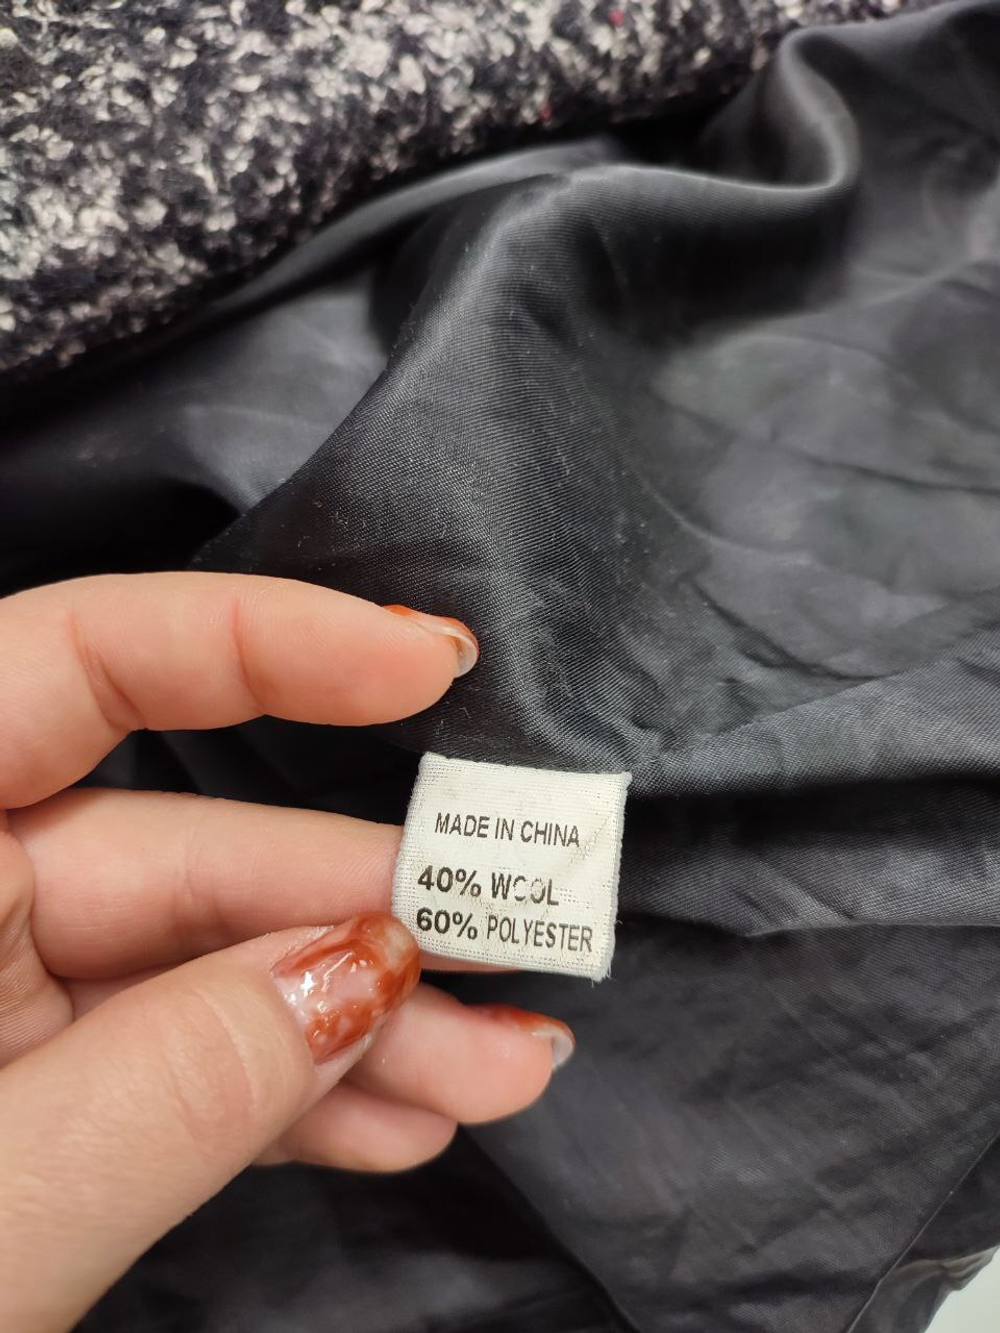 MADE IN CHINA
40% WOOL
60% POLYESTER